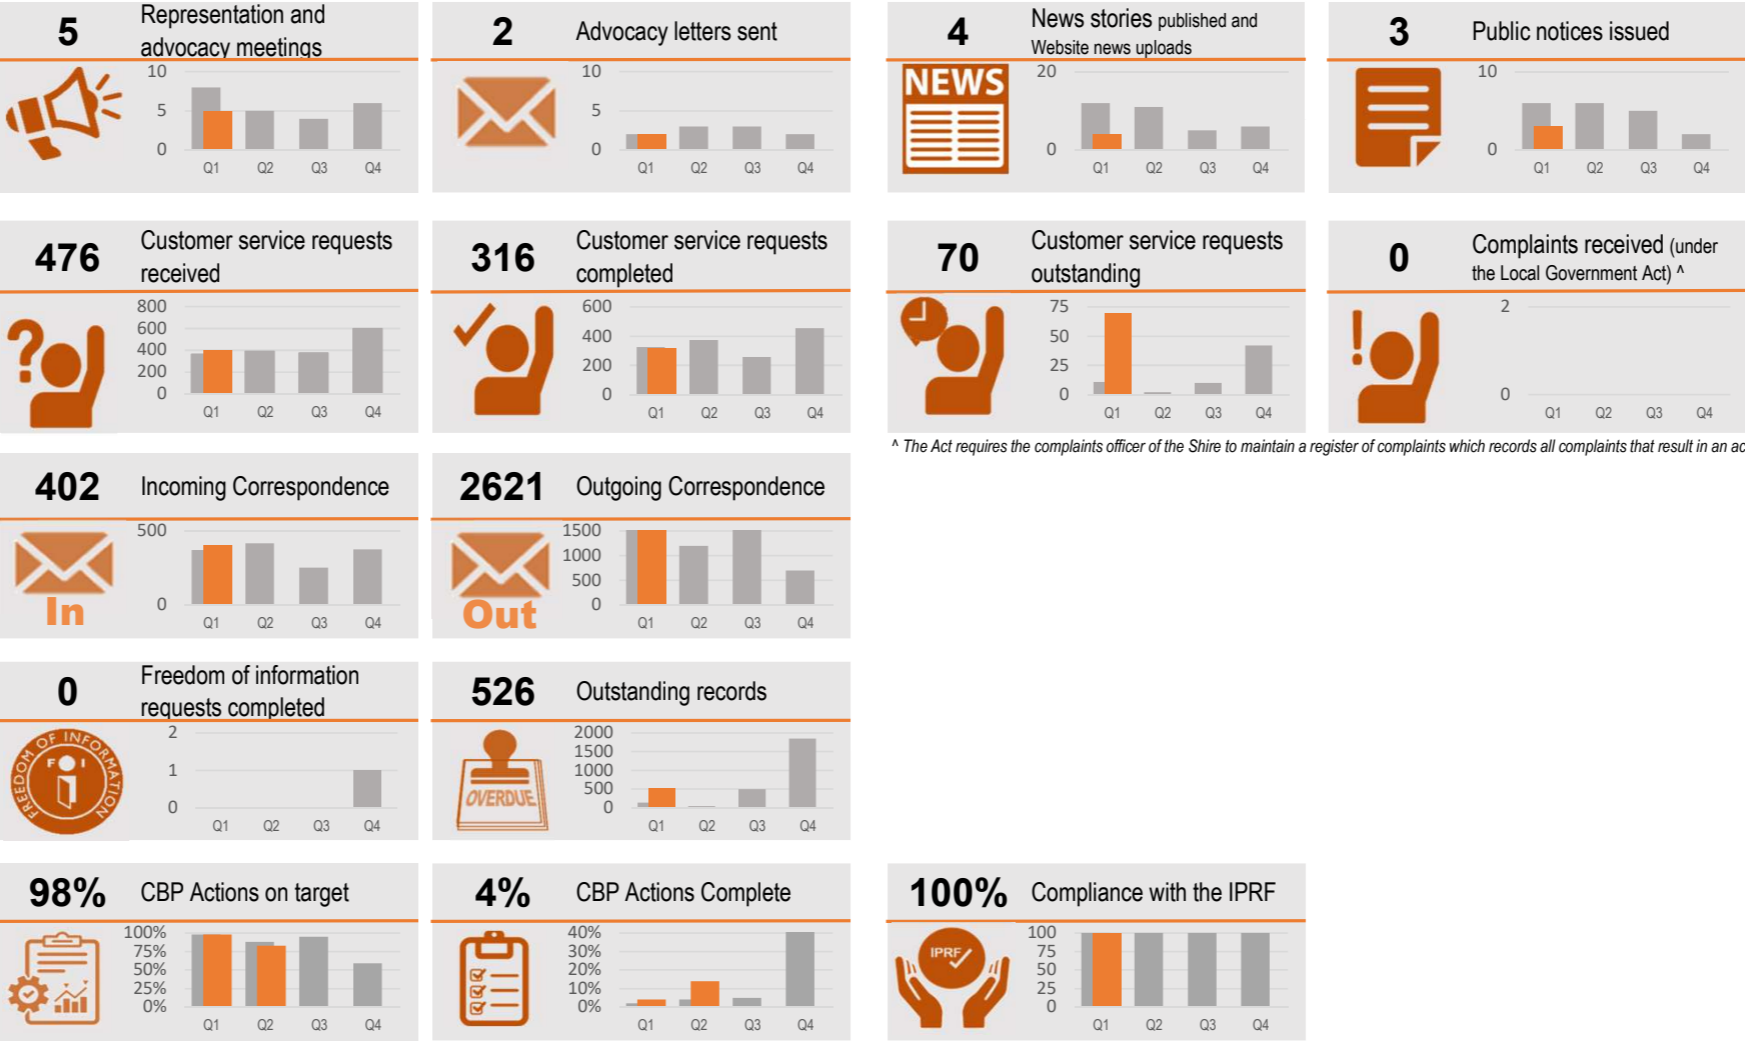 5
Representation and
advocacy meetings
10
5
0
Q1 Q2 Q3 Q4
2
Advocacy letters sent
10
5
0
Q1 Q2 Q3 Q4
4
News stories published and
Website news uploads
NEWS
20
0
Q1 Q2 Q3 Q4
3
Public notices issued
10
0
Q1 Q2 Q3 Q4
476
Customer service requests
received
?
800
600
400
200
0
Q1 Q2 Q3 Q4
316
Customer service requests
completed
600
400
200
0
Q1 Q2 Q3 Q4
70
Customer service requests
outstanding
75
50
25
0
Q1 Q2 Q3 Q4
0
Complaints received (under
the Local Government Act) ^
!
2
0
Q1 Q2 Q3 Q4
^ The Act requires the complaints officer of the Shire to maintain a register of complaints which records all complaints that result in an ac
402
Incoming Correspondence
In
500
0
Q1 Q2 Q3 Q4
2621
Outgoing Correspondence
Out
1500
1000
500
0
Q1 Q2 Q3 Q4
0
Freedom of information
requests completed
FREEDOM OF INFORMATION
F I
2
1
0
Q1 Q2 Q3 Q4
526
Outstanding records
OVERDUE
2000
1500
1000
500
0
Q1 Q2 Q3 Q4
98%
CBP Actions on target
100%
75%
50%
25%
0%
Q1 Q2 Q3 Q4
4%
CBP Actions Complete
40%
30%
20%
10%
0%
Q1 Q2 Q3 Q4
100%
Compliance with the IPRF
IPRF
100
75
50
25
0
Q1 Q2 Q3 Q4